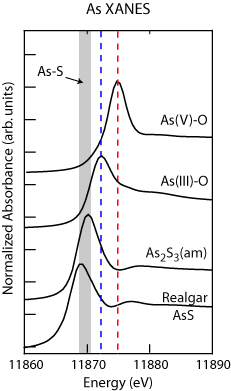 As XANES
As-S
As(V)-O
As(III)-O
As2S3(am)
Realgar
AsS
Normalized Absorbance (arb. units)
11860 11870 11880 11890
Energy (eV)